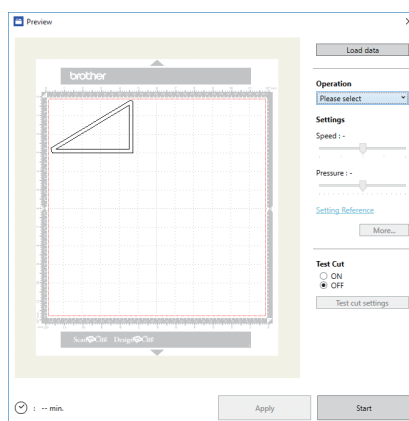 Preview
Load data
brother
Operation
Please select
Settings
Speed : -
Pressure : -
Setting Reference
More...
Test Cut
ON
OFF
Test cut settings
ScanNCut DesignNCut
: -- min.
Apply
Start